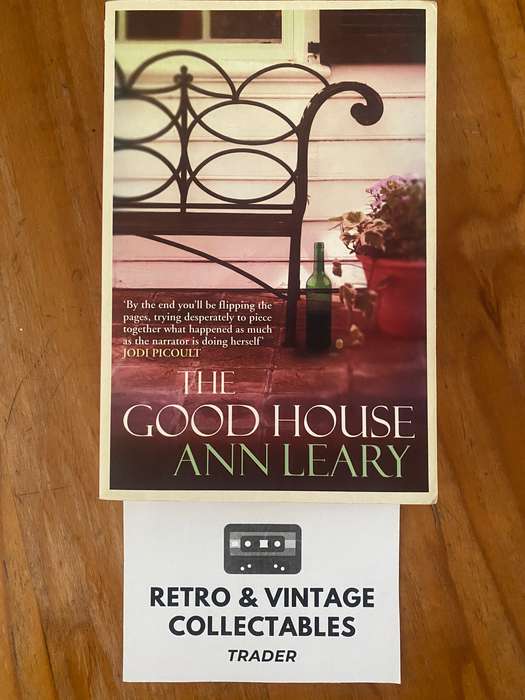 'By the end you'll be flipping the
pages, trying desperately to piece
together what happened as much
as the narrator is doing herself'
JODI PICOULT
THE
GOOD HOUSE
ANN LEARY
RETRO & VINTAGE
COLLECTABLES
TRADER